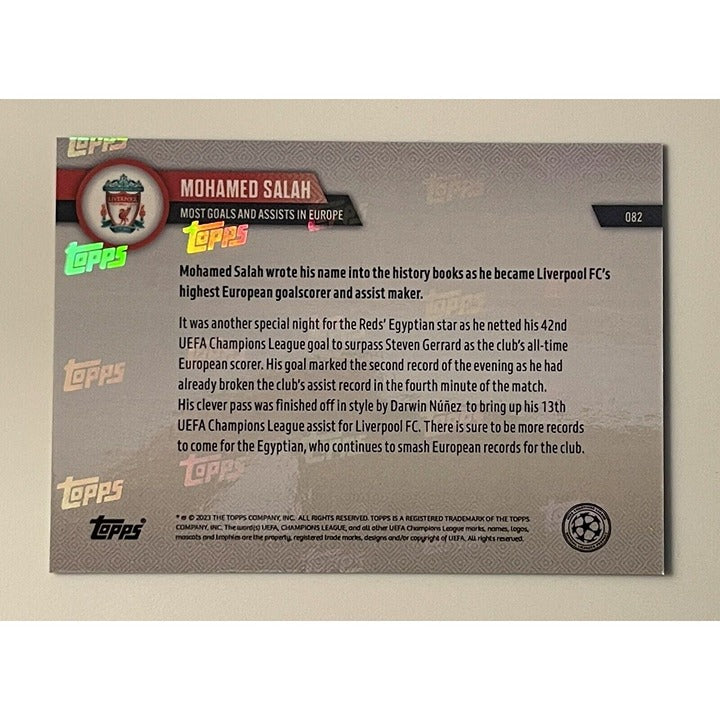 TOPPS
LIVERPOOL
MOHAMED SALAH
MOST GOALS AND ASSISTS IN EUROPE
082
TOPPS
TOPPS
TOPPS
Mohamed Salah wrote his name into the history books as he became Liverpool FC's
highest European goalscorer and assist maker.
It was another special night for the Reds' Egyptian star as he netted his 42nd
UEFA Champions League goal to surpass Steven Gerrard as the club's all-time
European scorer. His goal marked the second record of the evening as he had
already broken the club's assist record in the fourth minute of the match.
His clever pass was finished off in style by Darwin Núñez to bring up his 13th
UEFA Champions League assist for Liverpool FC. There is sure to be more records
to come for the Egyptian, who continues to smash European records for the club.
TOPPS
TOPPS
TOPPS
TOPPS
* ® © 2023 THE TOPPS COMPANY, INC. ALL RIGHTS RESERVED. TOPPS IS A REGISTERED TRADEMARK OF THE TOPPS
COMPANY, INC. The word(s) UEFA, CHAMPIONS LEAGUE, and all other UEFA Champions League marks, names, logos,
mascots and trophies are the property, registered trade marks, designs and/or copyright of UEFA. All rights reserved.